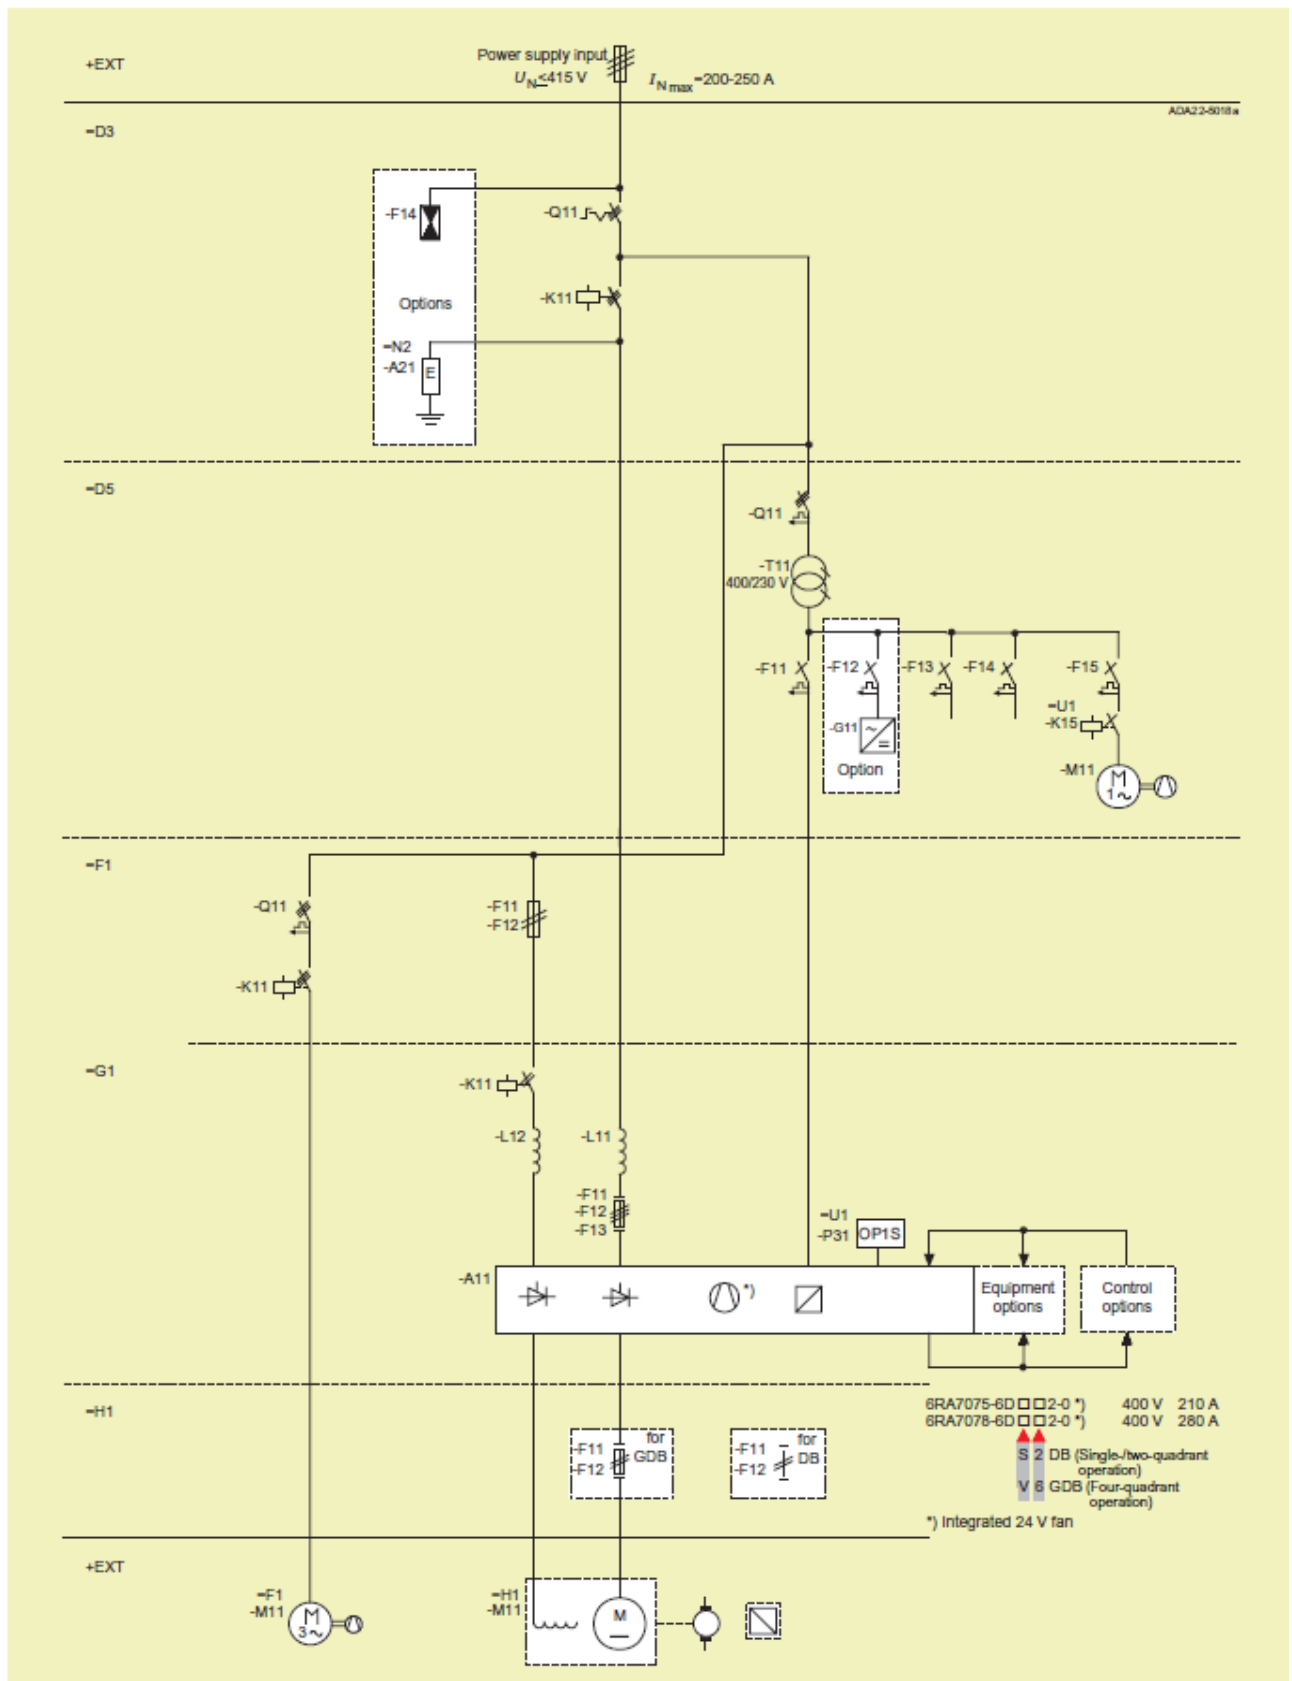 Power supply input
+EXT
U N ≤415 V
I N max =200-250 A
ADA22-5018a
=D3
-F14
-Q11
Options
-K11
=N2
-A21
E
=D5
-Q11
-T11
400/230 V
-F11
-F12
-F13
-F14
-F15
=U1
-K15
-G11
Option
-M11
M
1~
=F1
-Q11
-F11
-F12
-K11
=G1
-K11
-L12
-L11
-F11
-F12
-F13
=U1
-P31
OP1S
-A11
*)
Equipment
options
Control
options
=H1
6RA7075-6D□□2-0 *) 400 V 210 A
6RA7078-6D□□2-0 *) 400 V 280 A
-F11
-F12
for
GDB
-F11
-F12
for
DB
S 2 DB (Single-/two-quadrant
operation)
V 6 GDB (Four-quadrant
operation)
*) Integrated 24 V fan
+EXT
=F1
-M11
M
3~
=H1
-M11
M